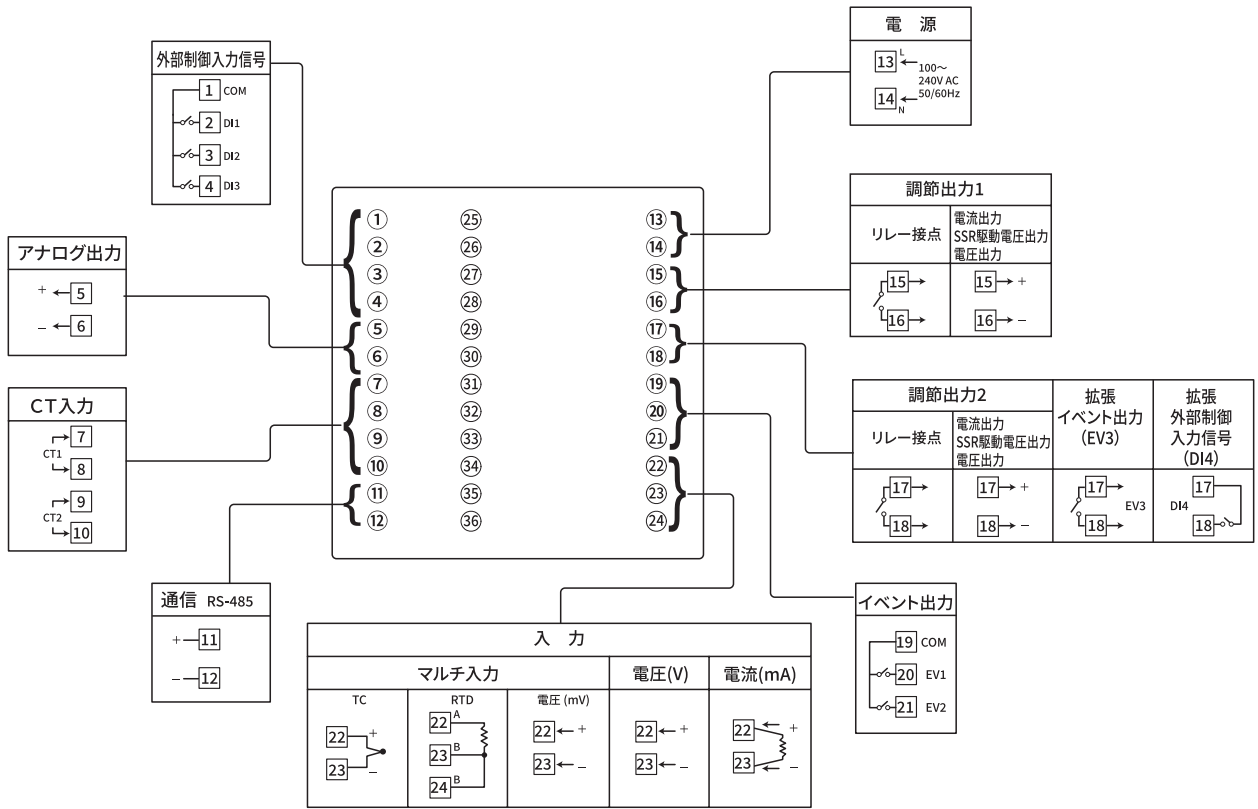 外部制御入力信号
1 COM
2 DI1
3 DI2
4 DI3
アナログ出力
+ 5
− 6
CT入力
7
CT1
8
9
CT2
10
通信 RS-485
+ 11
− 12
① ㉕ ⑬
② ㉖ ⑭
③ ㉗ ⑮
④ ㉘ ⑯
⑤ ㉙ ⑰
⑥ ㉚ ⑱
⑦ ㉛ ⑲
⑧ ㉜ ⑳
⑨ ㉝ ㉑
⑩ ㉞ ㉒
⑪ ㉟ ㉓
⑫ ㊱ ㉔
電 源
13 L
100〜
240V AC
50/60Hz
14 N
調節出力1
リレー接点
電流出力
SSR駆動電圧出力
電圧出力
15 15 +
16 16 −
調節出力2
リレー接点
電流出力
SSR駆動電圧出力
電圧出力
拡張
イベント出力
(EV3)
拡張
外部制御
入力信号
(DI4)
17 17 + 17 17
EV3 DI4
18 18 − 18 18
イベント出力
19 COM
20 EV1
21 EV2
入 力
マルチ入力 電圧(V) 電流(mA)
TC RTD 電圧 (mV)
22 +
23 −
22 A
23 B
24 B
22 +
23 −
22 +
23 −
22 +
23 −